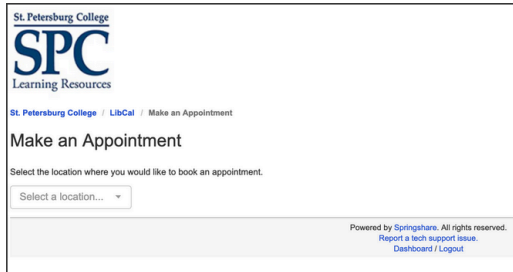 St. Petersburg College
SPC
Learning Resources
St. Petersburg College / LibCal / Make an Appointment
Make an Appointment
Select the location where you would like to book an appointment.
Select a location...
Powered by Springshare. All rights reserved.
Report a tech support issue.
Dashboard / Logout